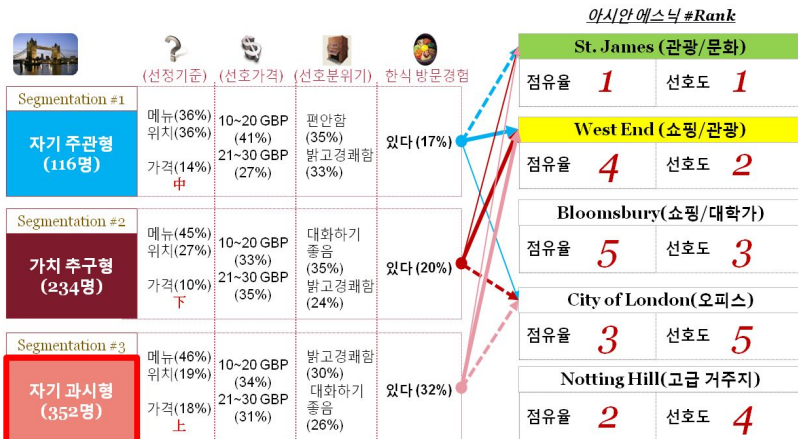 아시안 에스닉 #Rank
(선정기준) (선호가격) (선호분위기) 한식 방문경험
Segmentation #1
자기 주관형
(116명)
메뉴(36%)
위치(36%)
가격(14%)
中
10~20 GBP
(41%)
21~30 GBP
(27%)
편안함
(35%)
밝고경쾌함
(33%)
있다 (17%)
Segmentation #2
가치 추구형
(234명)
메뉴(45%)
위치(27%)
가격(10%)
下
10~20 GBP
(33%)
21~30 GBP
(35%)
대화하기
좋음
(35%)
밝고경쾌함
(24%)
있다 (20%)
Segmentation #3
자기 과시형
(352명)
메뉴(46%)
위치(19%)
가격(18%)
上
10~20 GBP
(34%)
21~30 GBP
(31%)
밝고경쾌함
(30%)
대화하기
좋음
(26%)
있다 (32%)
St. James (관광/문화)
점유율 1 선호도 1
West End (쇼핑/관광)
점유율 4 선호도 2
Bloomsbury(쇼핑/대학가)
점유율 5 선호도 3
City of London(오피스)
점유율 3 선호도 5
Notting Hill(고급 거주지)
점유율 2 선호도 4